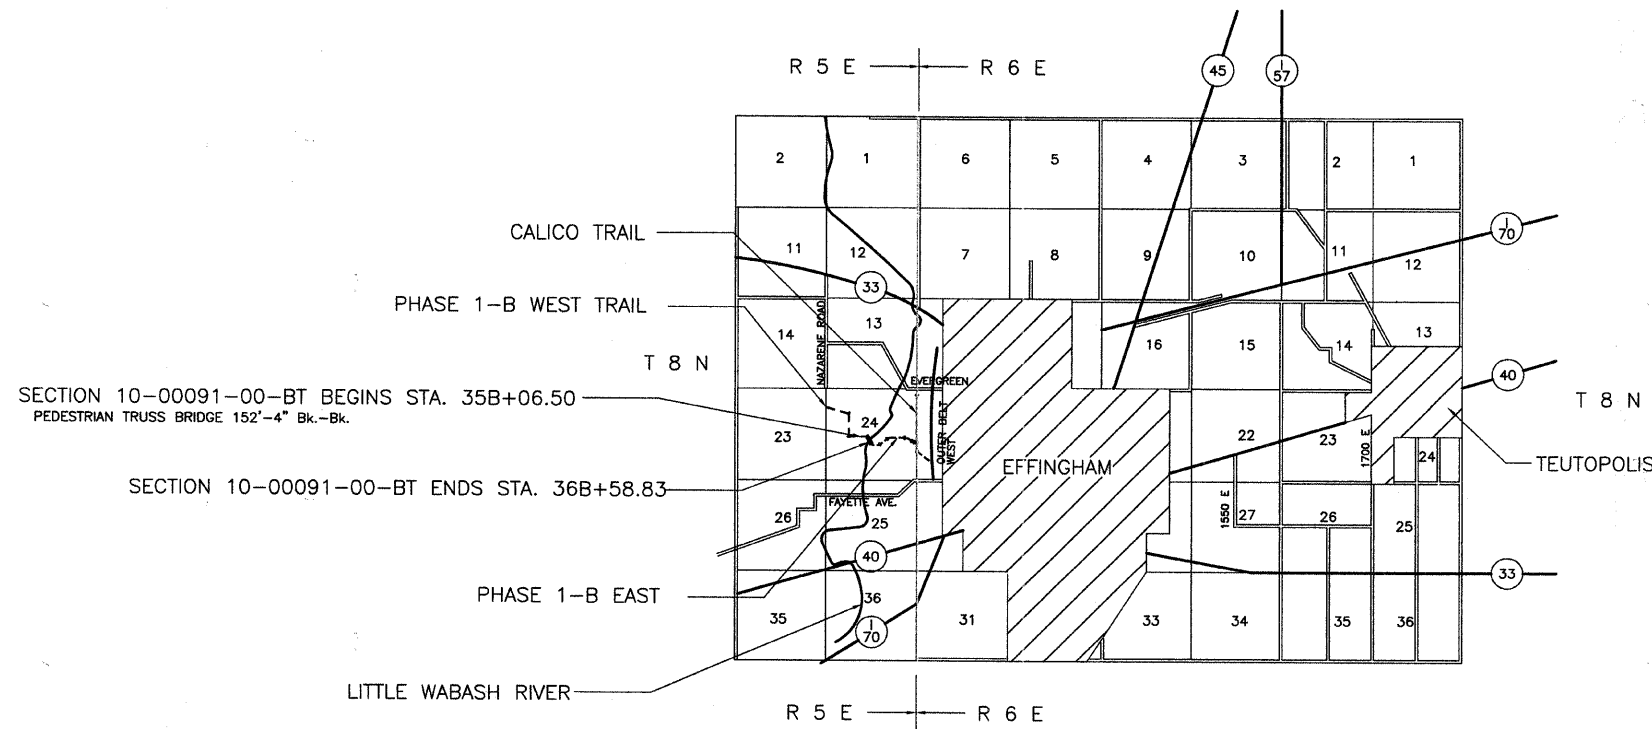 R 5 E
R 6 E
45
I 57
2
1
6
5
4
3
2
1
CALICO TRAIL
11
12
7
8
9
10
11
12
I 70
33
PHASE 1-B WEST TRAIL
14
NAZARENE ROAD
13
16
15
14
13
T 8 N
EVERGREEN
40
SECTION 10-00091-00-BT BEGINS STA. 35B+06.50
PEDESTRIAN TRUSS BRIDGE 152'-4" Bk.-Bk.
T 8 N
23
24
OUTER BELT WEST
22
23
1700 E
24
EFFINGHAM
TEUTOPOLIS
SECTION 10-00091-00-BT ENDS STA. 36B+58.83
FAYETTE AVE.
26
25
1550 E
27
26
25
40
33
PHASE 1-B EAST
35
36
31
33
34
35
36
I 70
LITTLE WABASH RIVER
R 5 E
R 6 E